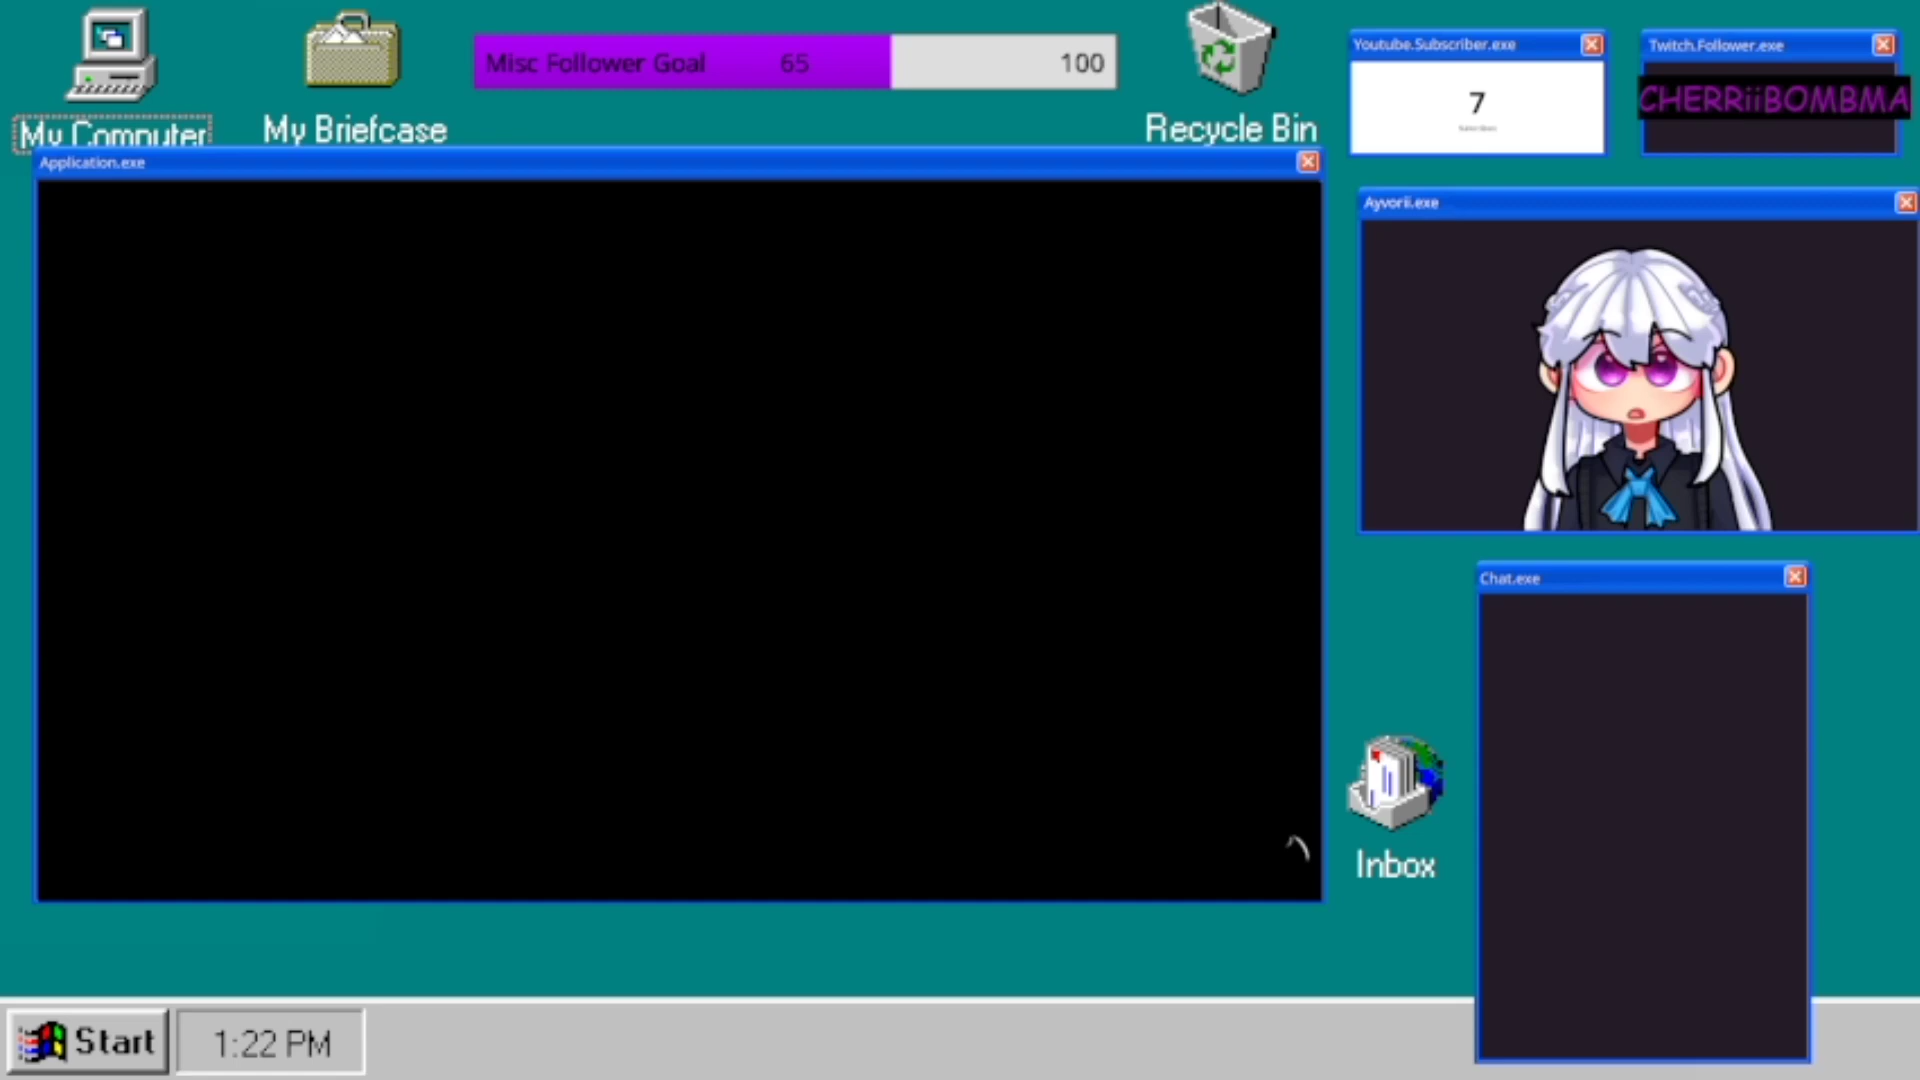 Misc Follower Goal 65 100
Youtube.Subscriber.exe
Twitch.Follower.exe
7
CHERRiiBOMBMA
My Computer
My Briefcase
Recycle Bin
Application.exe
Ayvorii.exe
Chat.exe
Inbox
Start
1:22 PM